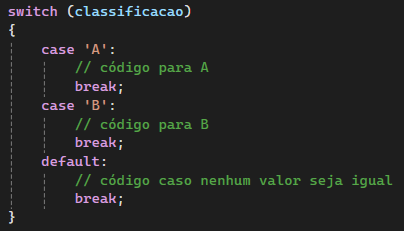 switch (classificacao)
{
    case 'A':
        // código para A
        break;
    case 'B':
        // código para B
        break;
    default:
        // código caso nenhum valor seja igual
        break;
}